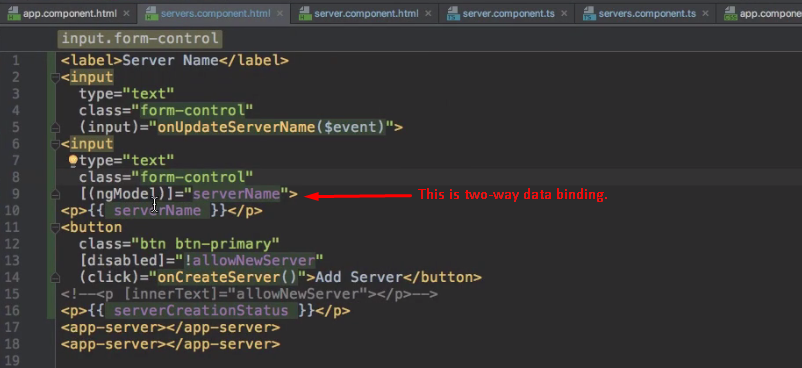 app.component.html servers.component.html server.component.html server.component.ts servers.component.ts app.component
input.form-control
1 <label>Server Name</label>
2 <input
3 type="text"
4 class="form-control"
5 (input)="onUpdateServerName($event)">
6 <input
7 type="text"
8 class="form-control"
9 [(ngModel)]="serverName"> This is two-way data binding.
10 <p>{{ serverName }}</p>
11 <button
12 class="btn btn-primary"
13 [disabled]="!allowNewServer"
14 (click)="onCreateServer()">Add Server</button>
15 <!--<p [innerText]="allowNewServer"></p>-->
16 <p>{{ serverCreationStatus }}</p>
17 <app-server></app-server>
18 <app-server></app-server>
19